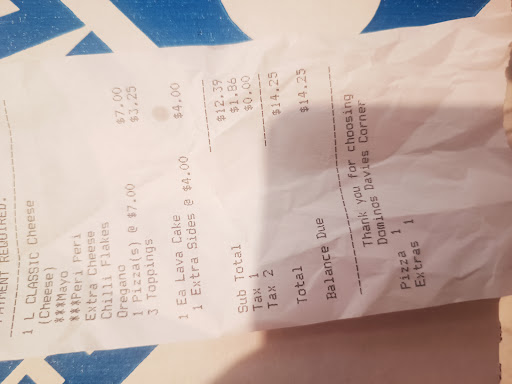 PAYMENT REQUIRED.
1 L CLASSIC Cheese
(Cheese)
***Mayo
***Peri Peri
Extra Cheese
Chilli Flakes
Oregano
1 Pizza(s) @ $7.00 $7.00
3 Toppings $3.25
1 Ea Lava Cake
1 Extra Sides @ $4.00 $4.00
Sub Total $12.39
Tax 1 $1.86
Tax 2 $0.00
Total $14.25
Balance Due $14.25
Thank you for choosing
Dominos Davies Corner
Pizza 1
Extras 1